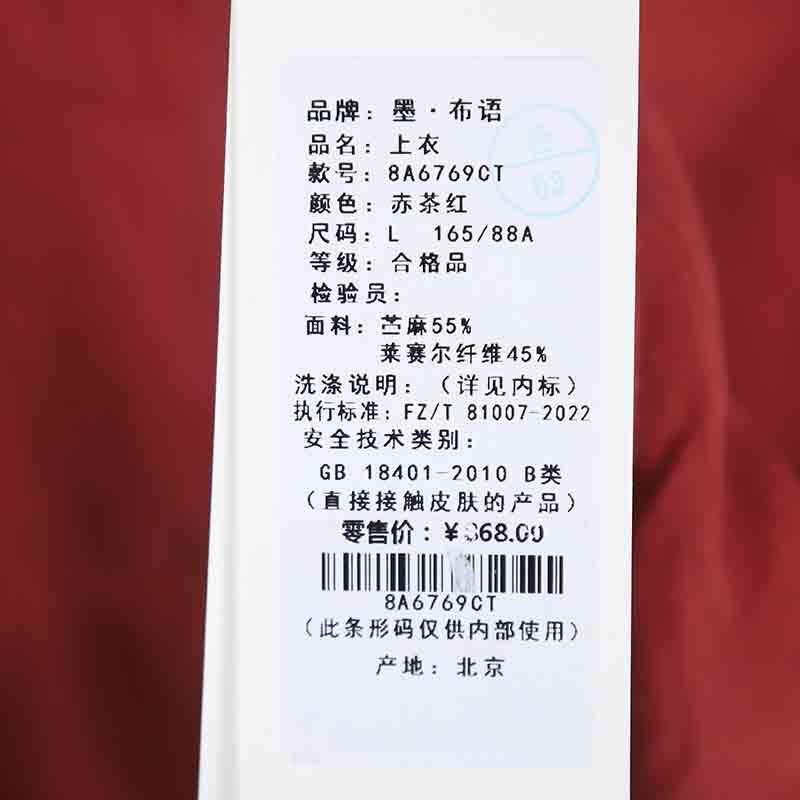 品牌：墨·布语
品名：上衣
款号：8A6769CT
颜色：赤茶红
尺码：L 165/88A
等级：合格品
检验员：
面料：苎麻55%
莱赛尔纤维45%
洗涤说明：（详见内标）
执行标准：FZ/T 81007-2022
安全技术类别：
GB 18401-2010 B类
（直接接触皮肤的产品）
零售价：¥368.00
8A6769CT
（此条形码仅供内部使用）
产地：北京
03